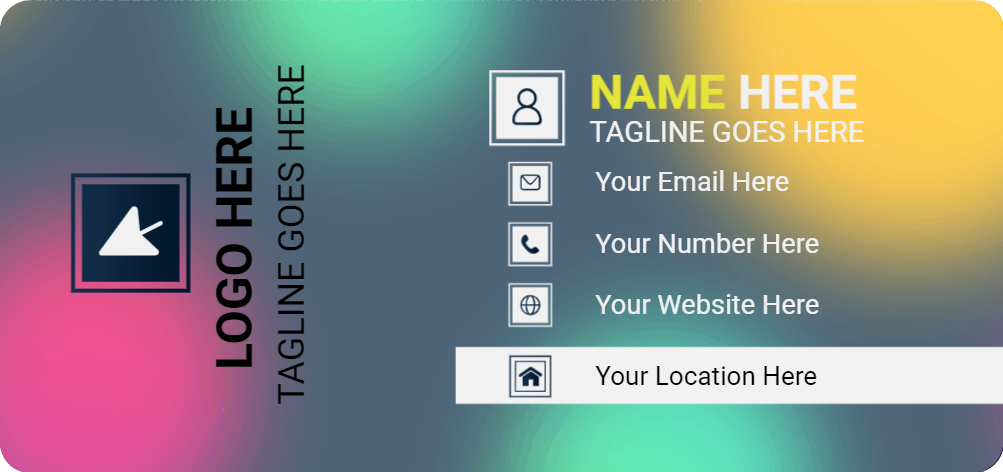 LOGO HERE
TAGLINE GOES HERE
NAME HERE
TAGLINE GOES HERE
Your Email Here
Your Number Here
Your Website Here
Your Location Here